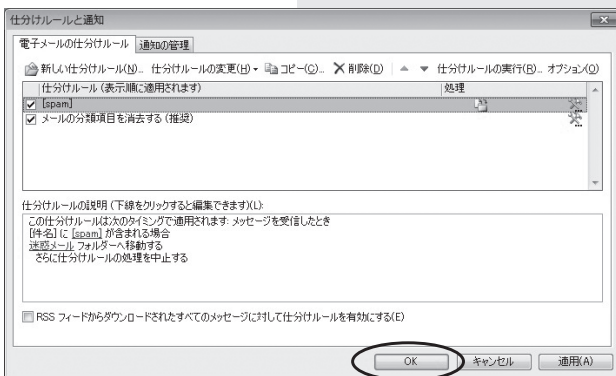 仕分けルールと通知
電子メールの仕分けルール 通知の管理
新しい仕分けルール(N)... 仕分けルールの変更(H) コピー(C)... 削除(D) 仕分けルールの実行(R)... オプション(O)
仕分けルール (表示順に適用されます) 処理
[spam]
メールの分類項目を消去する (推奨)
仕分けルールの説明 (下線をクリックすると編集できます)(L):
この仕分けルールは次のタイミングで適用されます: メッセージを受信したとき
[件名] に [spam] が含まれる場合
迷惑メール フォルダーへ移動する
さらに仕分けルールの処理を中止する
RSS フィードからダウンロードされたすべてのメッセージに対して仕分けルールを有効にする(E)
OK キャンセル 適用(A)